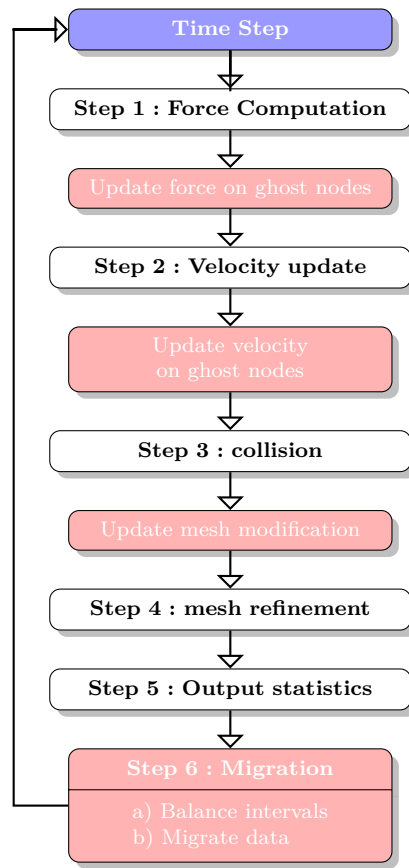 Time Step
Step 1 : Force Computation
Update force on ghost nodes
Step 2 : Velocity update
Update velocity
on ghost nodes
Step 3 : collision
Update mesh modification
Step 4 : mesh refinement
Step 5 : Output statistics
Step 6 : Migration
a) Balance intervals
b) Migrate data